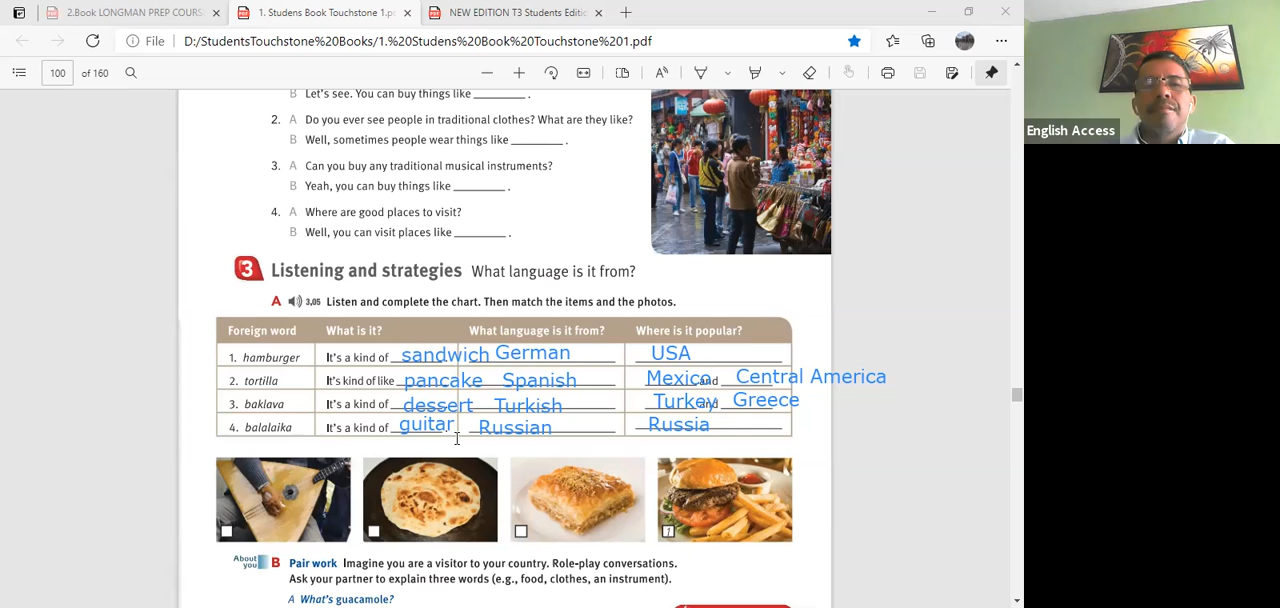 2.Book LONGMAN PREP COURS
1. Studens Book Touchstone 1.p
NEW EDITION T3 Students Editi
File
D:/StudentsTouchstone%20Books/1.%20Studens%20Book%20Touchstone%201.pdf
100 of 160
B Let's see. You can buy things like ________ .
2. A Do you ever see people in traditional clothes? What are they like?
B Well, sometimes people wear things like ________ .
3. A Can you buy any traditional musical instruments?
B Yeah, you can buy things like ________ .
4. A Where are good places to visit?
B Well, you can visit places like ________ .
English Access
3 Listening and strategies What language is it from?
A 3.05 Listen and complete the chart. Then match the items and the photos.
Foreign word What is it? What language is it from? Where is it popular?
1. hamburger It's a kind of sandwich German USA
2. tortilla It's kind of like pancake Spanish Mexico and Central America
3. baklava It's a kind of dessert Turkish Turkey and Greece
4. balalaika It's a kind of guitar. Russian Russia
1
About you B Pair work Imagine you are a visitor to your country. Role-play conversations.
Ask your partner to explain three words (e.g., food, clothes, an instrument).
A What's guacamole?